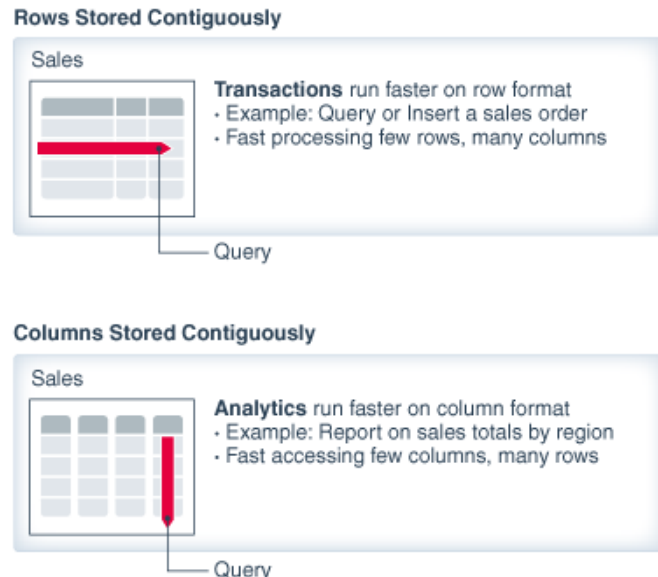 Rows Stored Contiguously
Sales
Transactions run faster on row format
· Example: Query or Insert a sales order
· Fast processing few rows, many columns
Query
Columns Stored Contiguously
Sales
Analytics run faster on column format
· Example: Report on sales totals by region
· Fast accessing few columns, many rows
Query